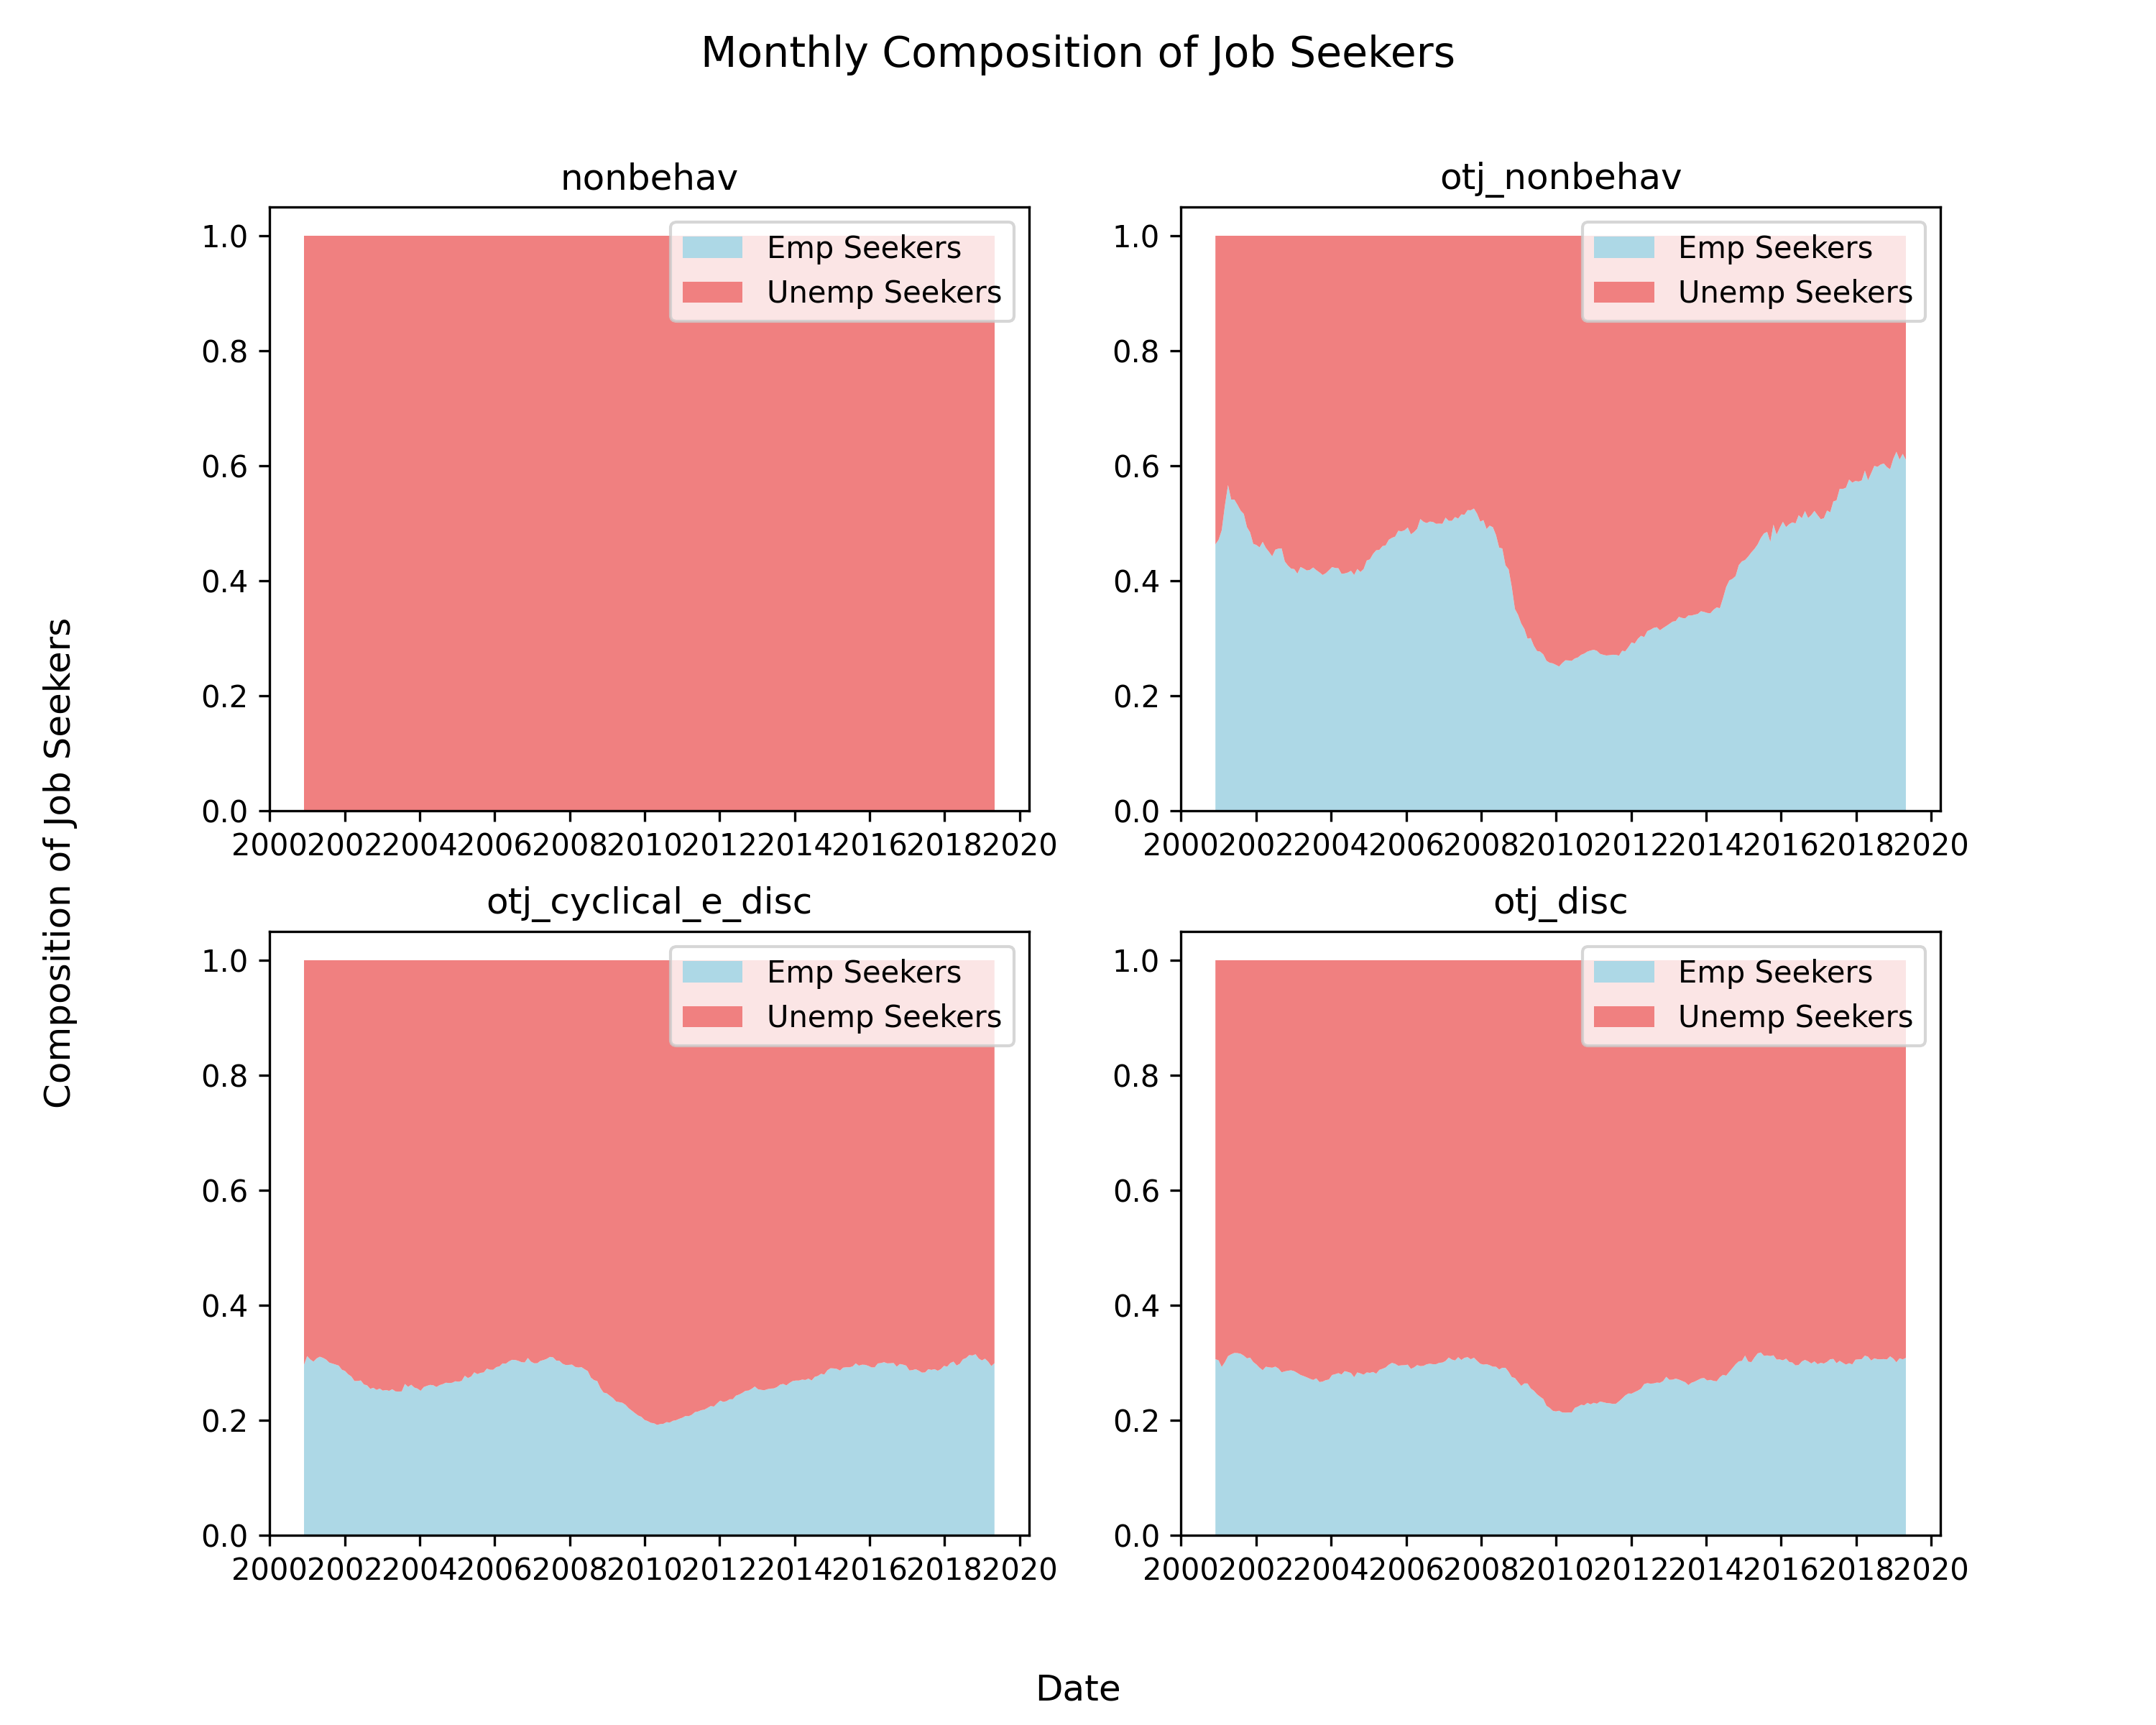 Monthly Composition of Job Seekers
nonbehav
1.0
0.8
0.6
0.4
0.2
0.0
Emp Seekers
Unemp Seekers
2000 2002 2004 2006 2008 2010 2012 2014 2016 2018 2020
otj_nonbehav
1.0
0.8
0.6
0.4
0.2
0.0
Emp Seekers
Unemp Seekers
2000 2002 2004 2006 2008 2010 2012 2014 2016 2018 2020
Composition of Job Seekers
otj_cyclical_e_disc
1.0
0.8
0.6
0.4
0.2
0.0
Emp Seekers
Unemp Seekers
2000 2002 2004 2006 2008 2010 2012 2014 2016 2018 2020
otj_disc
1.0
0.8
0.6
0.4
0.2
0.0
Emp Seekers
Unemp Seekers
2000 2002 2004 2006 2008 2010 2012 2014 2016 2018 2020
Date